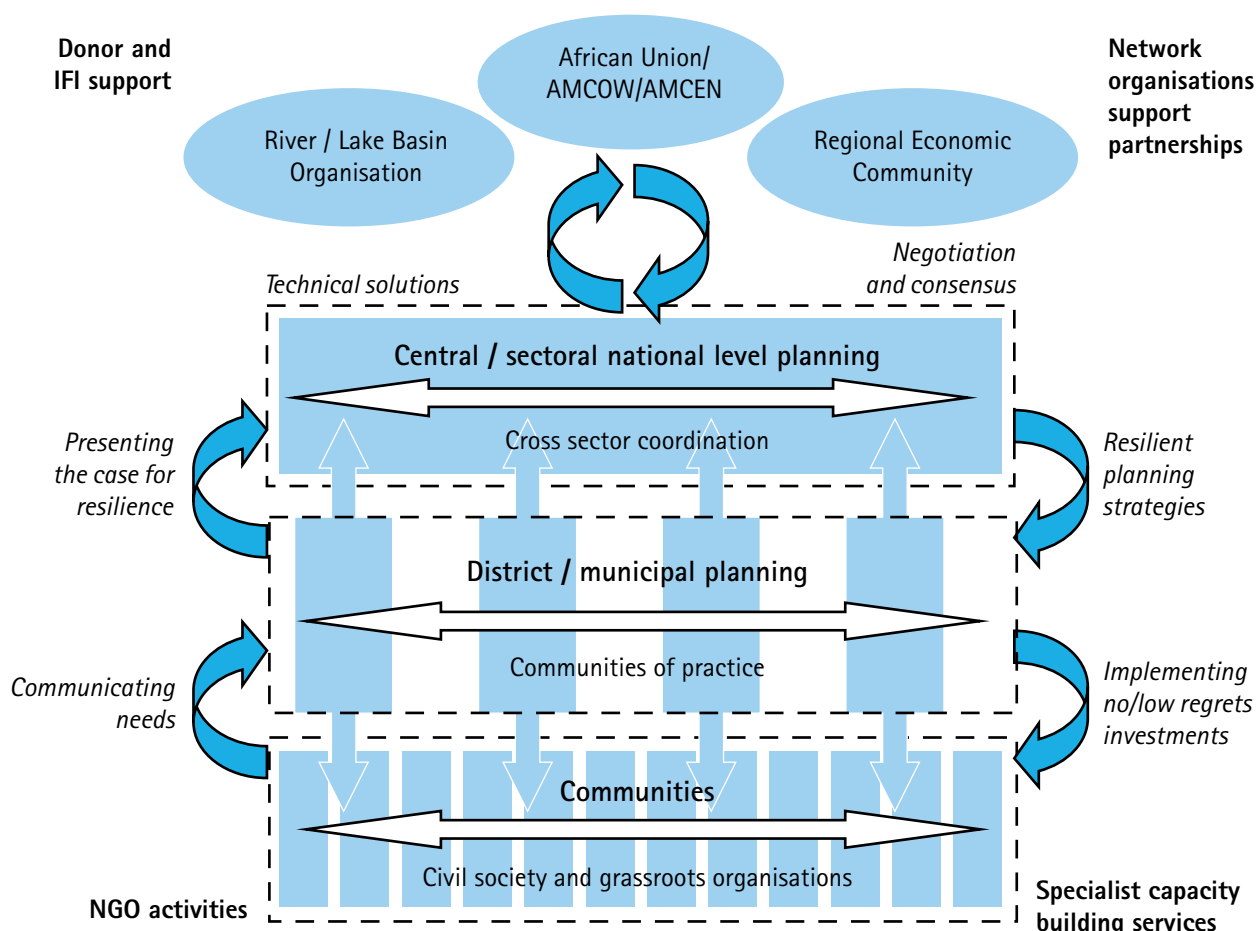 Donor and
IFI support
African Union/
AMCOW/AMCEN
Network
organisations
support
partnerships
River / Lake Basin
Organisation
Regional Economic
Community
Technical solutions
Negotiation
and consensus
Central / sectoral national level planning
Cross sector coordination
Presenting
the case for
resilience
Resilient
planning
strategies
District / municipal planning
Communities of practice
Communicating
needs
Implementing
no/low regrets
investments
Communities
Civil society and grassroots organisations
NGO activities
Specialist capacity
building services